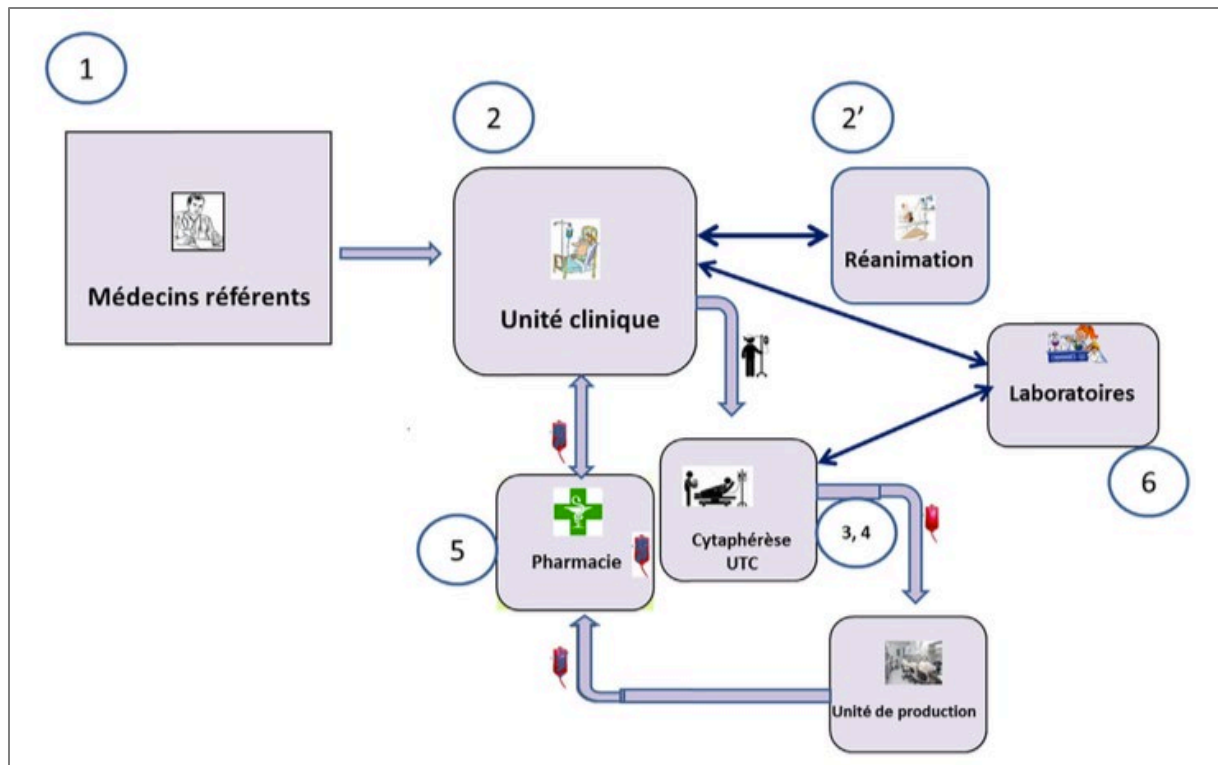 1
2
2’
Médecins référents
Unité clinique
Réanimation
Laboratoires
6
5
Pharmacie
Cytaphérèse
UTC
3, 4
Unité de production